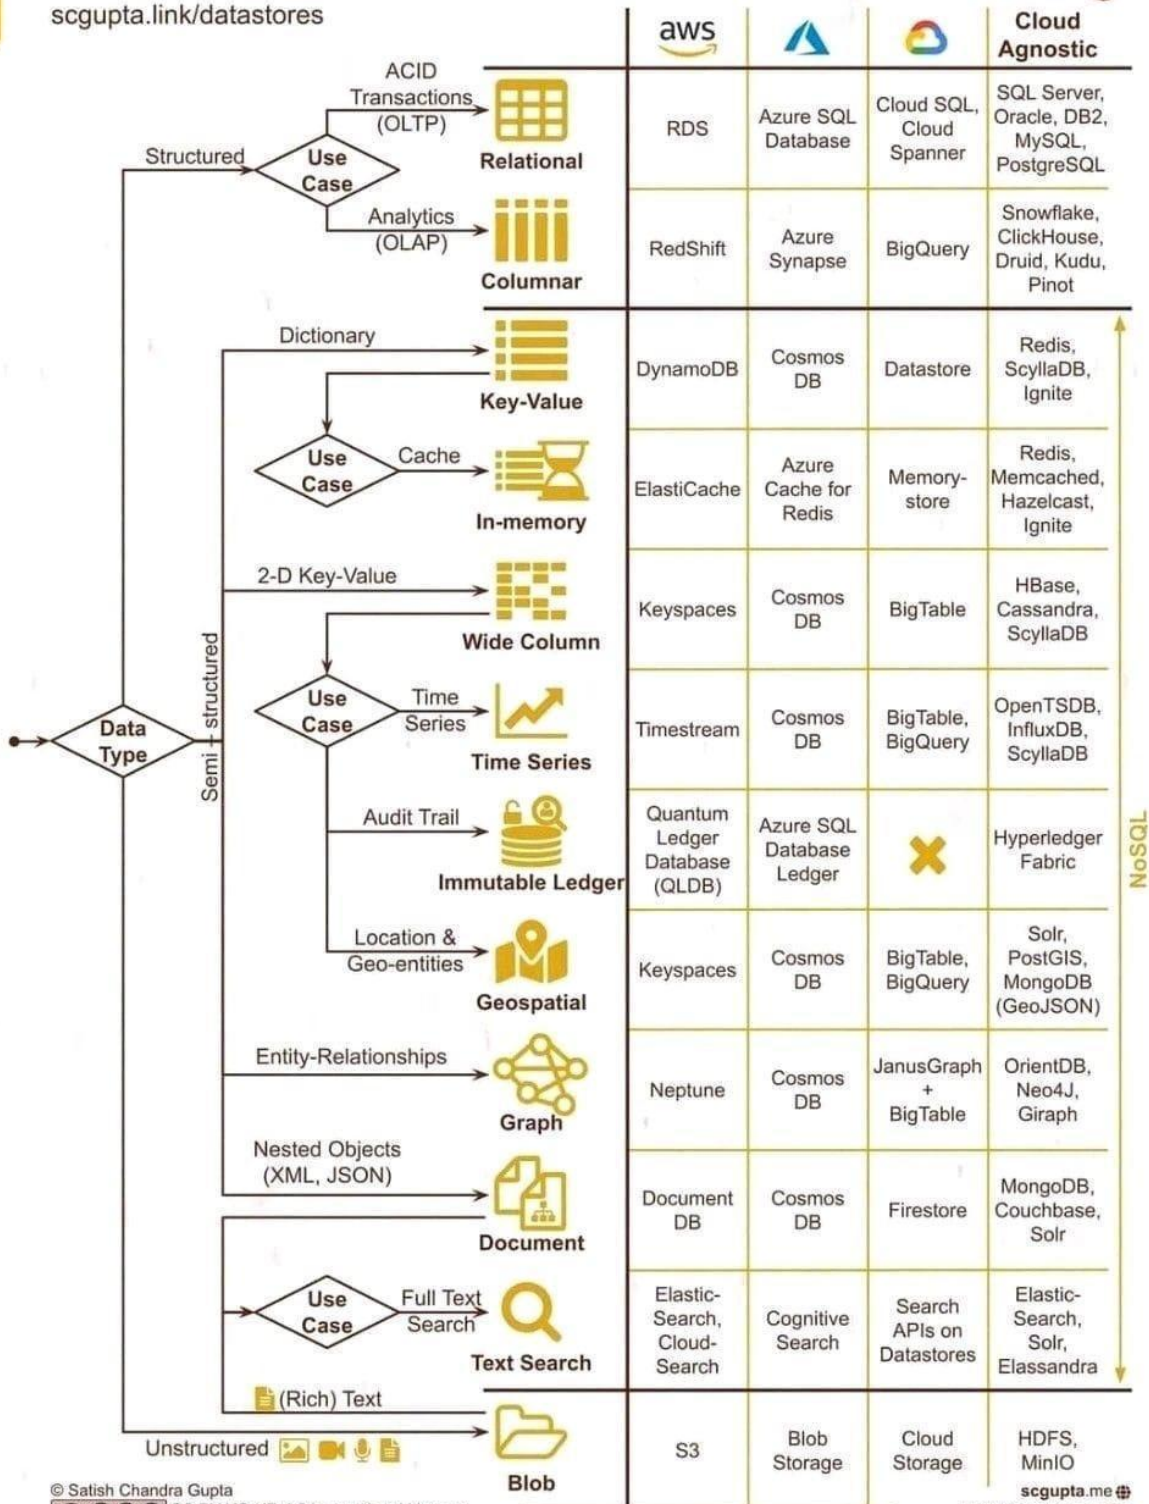 scgupta.link/datastores
aws
Cloud
Agnostic
Data
Type
Structured
Use
Case
ACID
Transactions
(OLTP)
Relational
RDS
Azure SQL
Database
Cloud SQL,
Cloud
Spanner
SQL Server,
Oracle, DB2,
MySQL,
PostgreSQL
Analytics
(OLAP)
Columnar
RedShift
Azure
Synapse
BigQuery
Snowflake,
ClickHouse,
Druid, Kudu,
Pinot
Semi - structured
Dictionary
Key-Value
DynamoDB
Cosmos
DB
Datastore
Redis,
ScyllaDB,
Ignite
Use
Case
Cache
In-memory
ElastiCache
Azure
Cache for
Redis
Memory-
store
Redis,
Memcached,
Hazelcast,
Ignite
2-D Key-Value
Wide Column
Keyspaces
Cosmos
DB
BigTable
HBase,
Cassandra,
ScyllaDB
Use
Case
Time
Series
Time Series
Timestream
Cosmos
DB
BigTable,
BigQuery
OpenTSDB,
InfluxDB,
ScyllaDB
Audit Trail
Immutable Ledger
Quantum
Ledger
Database
(QLDB)
Azure SQL
Database
Ledger
Hyperledger
Fabric
Location &
Geo-entities
Geospatial
Keyspaces
Cosmos
DB
BigTable,
BigQuery
Solr,
PostGIS,
MongoDB
(GeoJSON)
Entity-Relationships
Graph
Neptune
Cosmos
DB
JanusGraph
+
BigTable
OrientDB,
Neo4J,
Giraph
Nested Objects
(XML, JSON)
Document
Document
DB
Cosmos
DB
Firestore
MongoDB,
Couchbase,
Solr
Use
Case
Full Text
Search
Text Search
Elastic-
Search,
Cloud-
Search
Cognitive
Search
Search
APIs on
Datastores
Elastic-
Search,
Solr,
Elassandra
NoSQL
(Rich) Text
Unstructured
Blob
S3
Blob
Storage
Cloud
Storage
HDFS,
MinIO
© Satish Chandra Gupta
scgupta.me